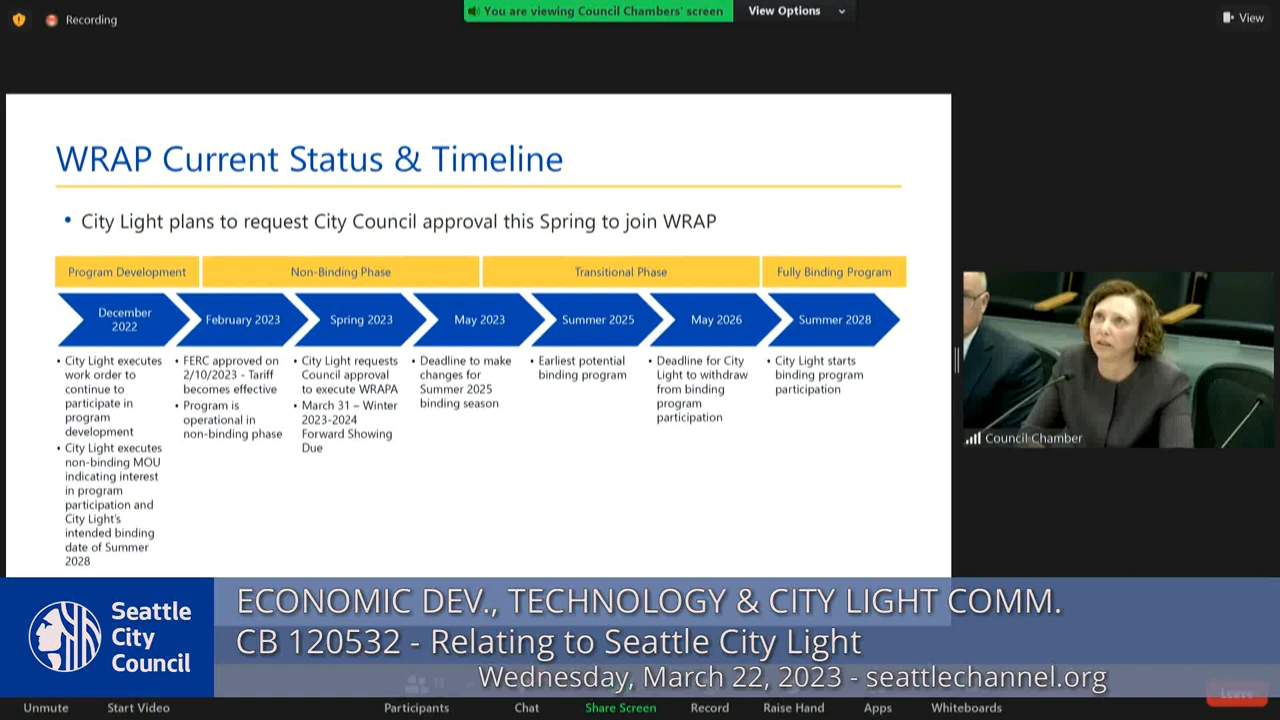 Recording
You are viewing Council Chambers' screen
View Options
View
WRAP Current Status & Timeline
• City Light plans to request City Council approval this Spring to join WRAP
Program Development
Non-Binding Phase
Transitional Phase
Fully Binding Program
December
2022
February 2023
Spring 2023
May 2023
Summer 2025
May 2026
Summer 2028
• City Light executes
work order to
continue to
participate in
program
development
• City Light executes
non-binding MOU
indicating interest
in program
participation and
City Light's
intended binding
date of Summer
2028
• FERC approved on
2/10/2023 - Tariff
becomes effective
• Program is
operational in
non-binding phase
• City Light requests
Council approval
to execute WRAPA
• March 31 – Winter
2023-2024
Forward Showing
Due
• Deadline to make
changes for
Summer 2025
binding season
• Earliest potential
binding program
• Deadline for City
Light to withdraw
from binding
program
participation
• City Light starts
binding program
participation
Council Chamber
Seattle
City
Council
ECONOMIC DEV., TECHNOLOGY & CITY LIGHT COMM.
CB 120532 - Relating to Seattle City Light
Wednesday, March 22, 2023 - seattlechannel.org
Unmute
Start Video
Participants
Chat
Share Screen
Record
Raise Hand
Apps
Whiteboards
Leave